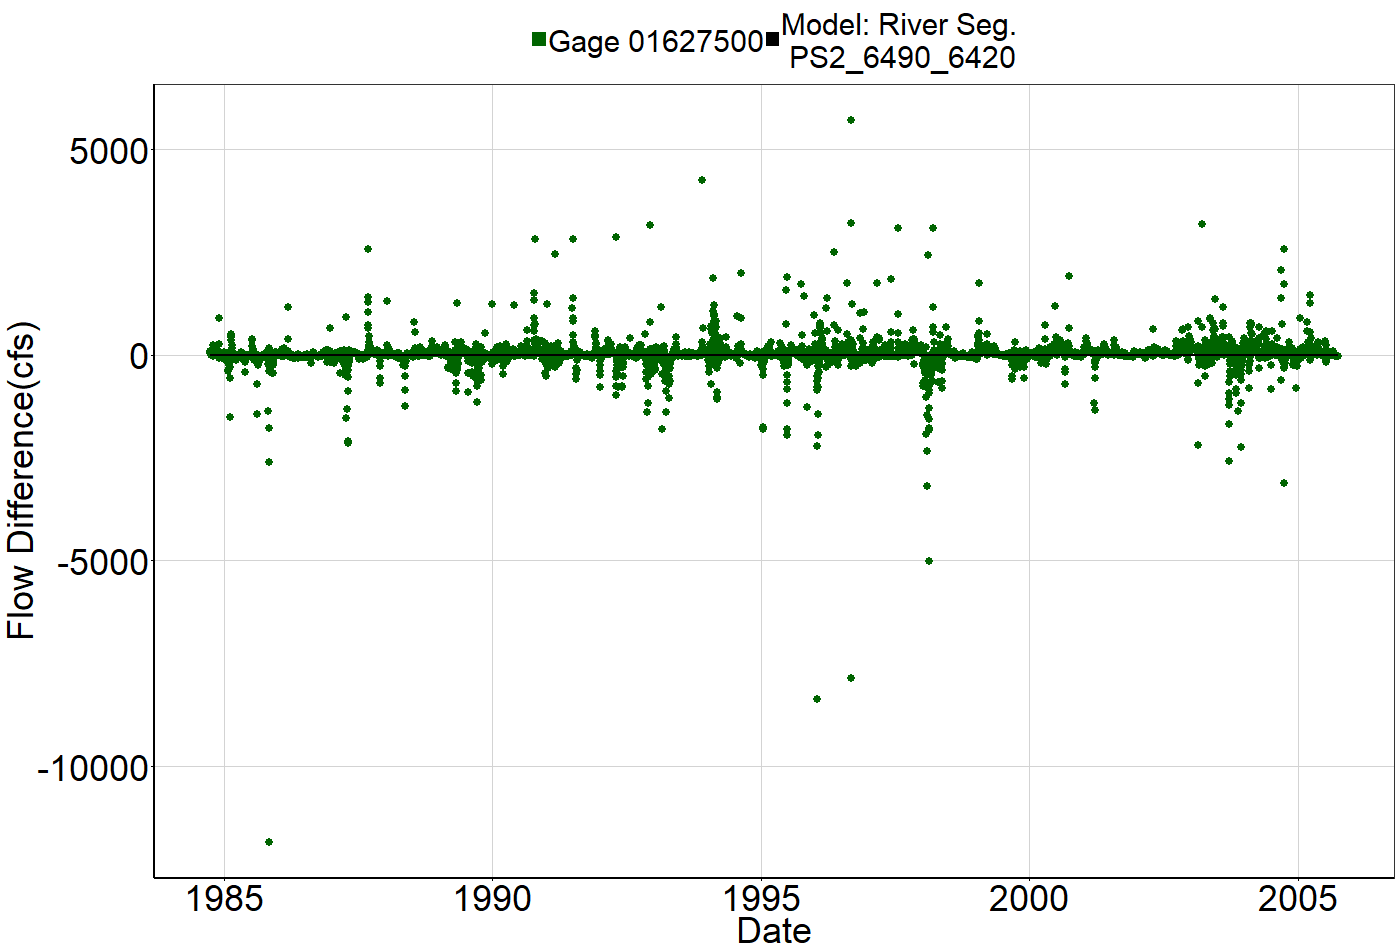 Gage 01627500
Model: River Seg.
PS2_6490_6420
Flow Difference(cfs)
5000
0
-5000
-10000
1985
1990
1995
2000
2005
Date